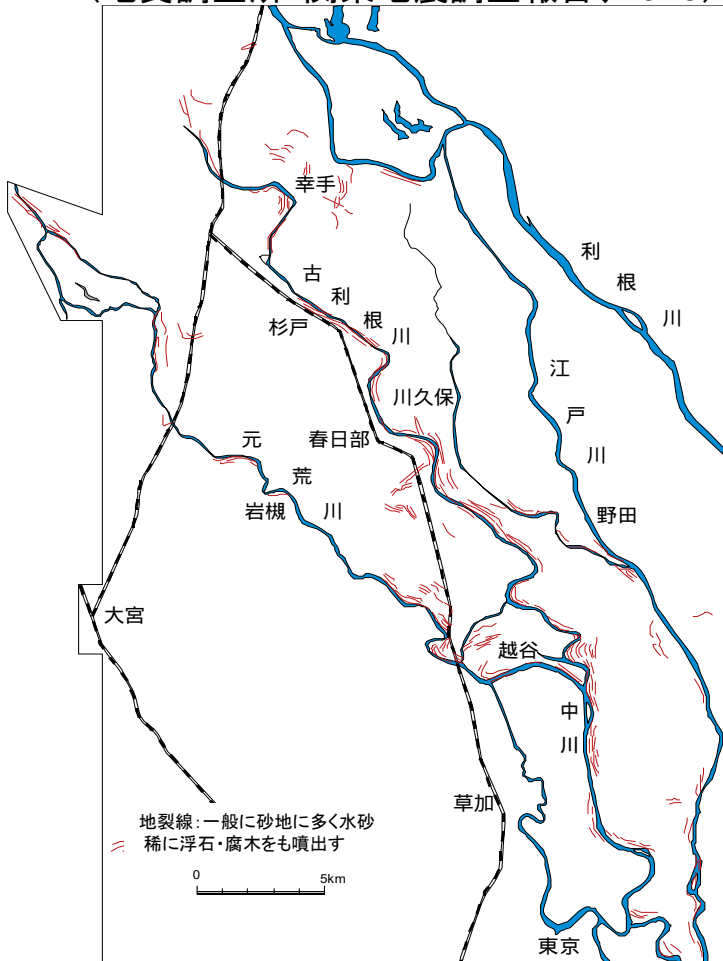 幸手
利根川
古利根川
杉戸
江戸川
川久保
元荒川
春日部
岩槻
野田
大宮
越谷
中川
草加
地裂線:一般に砂地に多く水砂
稀に浮石・腐木をも噴出す
0 5km
東京